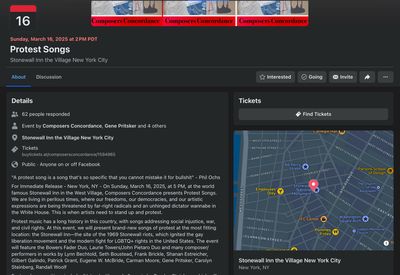 Composers Concordance Composers Concordance Composers Concordance
16
Sunday, March 16, 2025 at 2 PM PDT
Protest Songs
Stonewall Inn the Village New York City
About Discussion Interested Going Invite
Details
62 people responded
Event by Composers Concordance, Gene Pritsker and 4 others
Stonewall Inn the Village New York City
Tickets
buytickets.at/composersconcordance/1584865
Public · Anyone on or off Facebook
"A protest song is a song that's so specific that you cannot mistake it for bullshit" - Phil Ochs
For Immediate Release - New York, NY - On Sunday, March 16, 2025, at 5 PM, at the world
famous Stonewall Inn in the West Village, Composers Concordance presents Protest Songs.
We are living in perilous times, where our freedoms, our democracies, and our artistic
expressions are being threatened by far-right radicals and an unhinged dictator wannabe in
the White House. This is when artists need to stand up and protest.
Protest music has a long history in this country, with songs addressing social injustice, war,
and civil rights. At this event, we will present brand-new songs of protest at the most fitting
location: the Stonewall Inn—the site of the 1969 Stonewall riots, which ignited the gay
liberation movement and the modern fight for LGBTQ+ rights in the United States. The event
will feature the Boxers Fader Duo, Laurie Towers/John Pietaro Duo and many composer/
performers in works by Lynn Bechtold, Seth Boustead, Frank Brickle, Shanan Estreicher,
Gilbert Galindo, Patrick Grant, Eugene W. McBride, Carman Moore, Gene Pritsker, Carolyn
Steinberg, Randall Woolf
Tickets
Find Tickets
Stonewall Inn the Village New York City
New York, NY